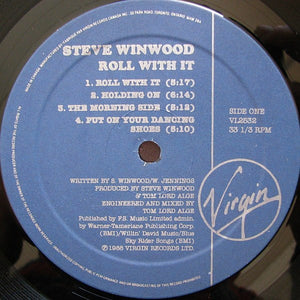 STEVE WINWOOD
ROLL WITH IT
1. ROLL WITH IT (5:17)
2. HOLDING ON (6:14)
3. THE MORNING SIDE (5:12)
4. PUT ON YOUR DANCING
SHOES (5:10)
SIDE ONE
VL2532
33 1/3 RPM
WRITTEN BY S. WINWOOD/W. JENNINGS
PRODUCED BY STEVE WINWOOD
& TOM LORD ALGE
ENGINEERED AND MIXED BY
TOM LORD ALGE
Published by F.S. Music Limited admin.
by Warner-Tamerlane Publishing Corp.
(BMI)/Willin' David Music/Blue
Sky Rider Songs (BMI)
℗ 1988 VIRGIN RECORDS LTD.
Virgin